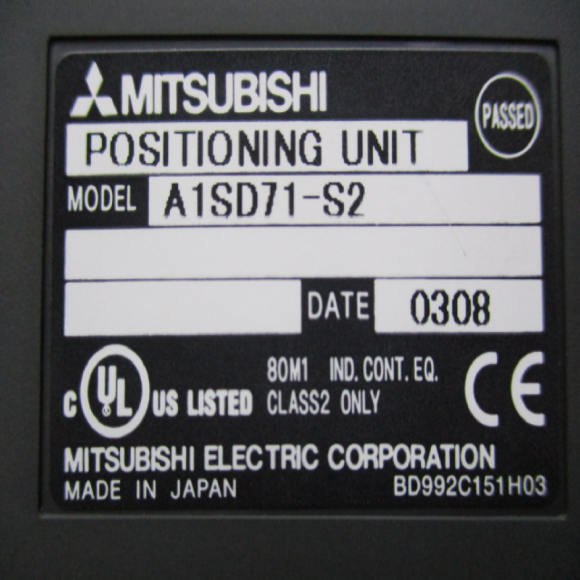 MITSUBISHI
PASSED
POSITIONING UNIT
MODEL A1SD71-S2
DATE 0308
C UL US LISTED 80M1 IND. CONT. EQ.
CLASS2 ONLY
CE
MITSUBISHI ELECTRIC CORPORATION
MADE IN JAPAN BD992C151H03